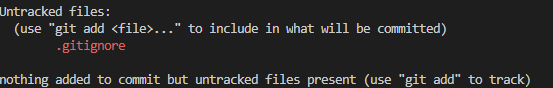 Untracked files:
(use "git add <file>..." to include in what will be committed)
.gitignore
nothing added to commit but untracked files present (use "git add" to track)